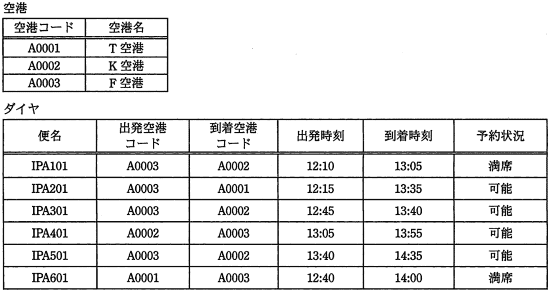 空港
空港コード 空港名
A0001 T空港
A0002 K空港
A0003 F空港
ダイヤ
便名 出発空港コード 到着空港コード 出発時刻 到着時刻 予約状況
IPA101 A0003 A0002 12:10 13:05 満席
IPA201 A0003 A0001 12:15 13:35 可能
IPA301 A0003 A0002 12:45 13:40 可能
IPA401 A0002 A0003 13:05 13:55 可能
IPA501 A0003 A0002 13:40 14:35 可能
IPA601 A0001 A0003 12:40 14:00 満席